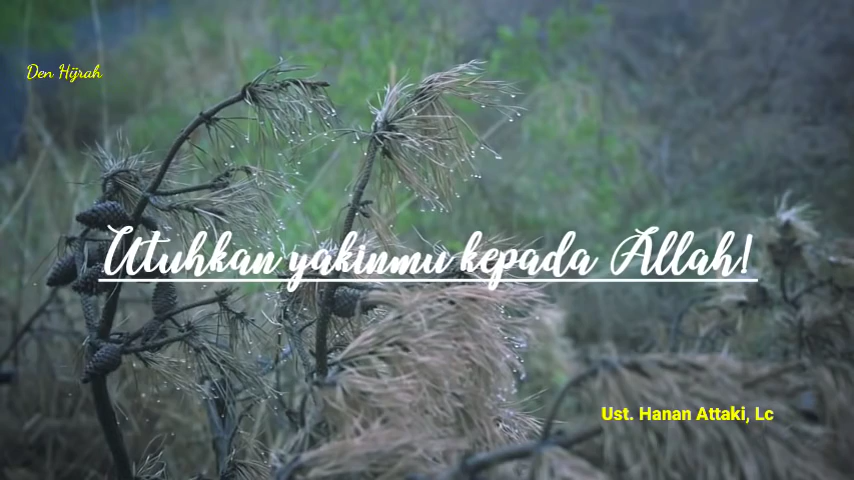 Den Hijrah
Utuhkan yakinmu kepada Allah!
Ust. Hanan Attaki, Lc